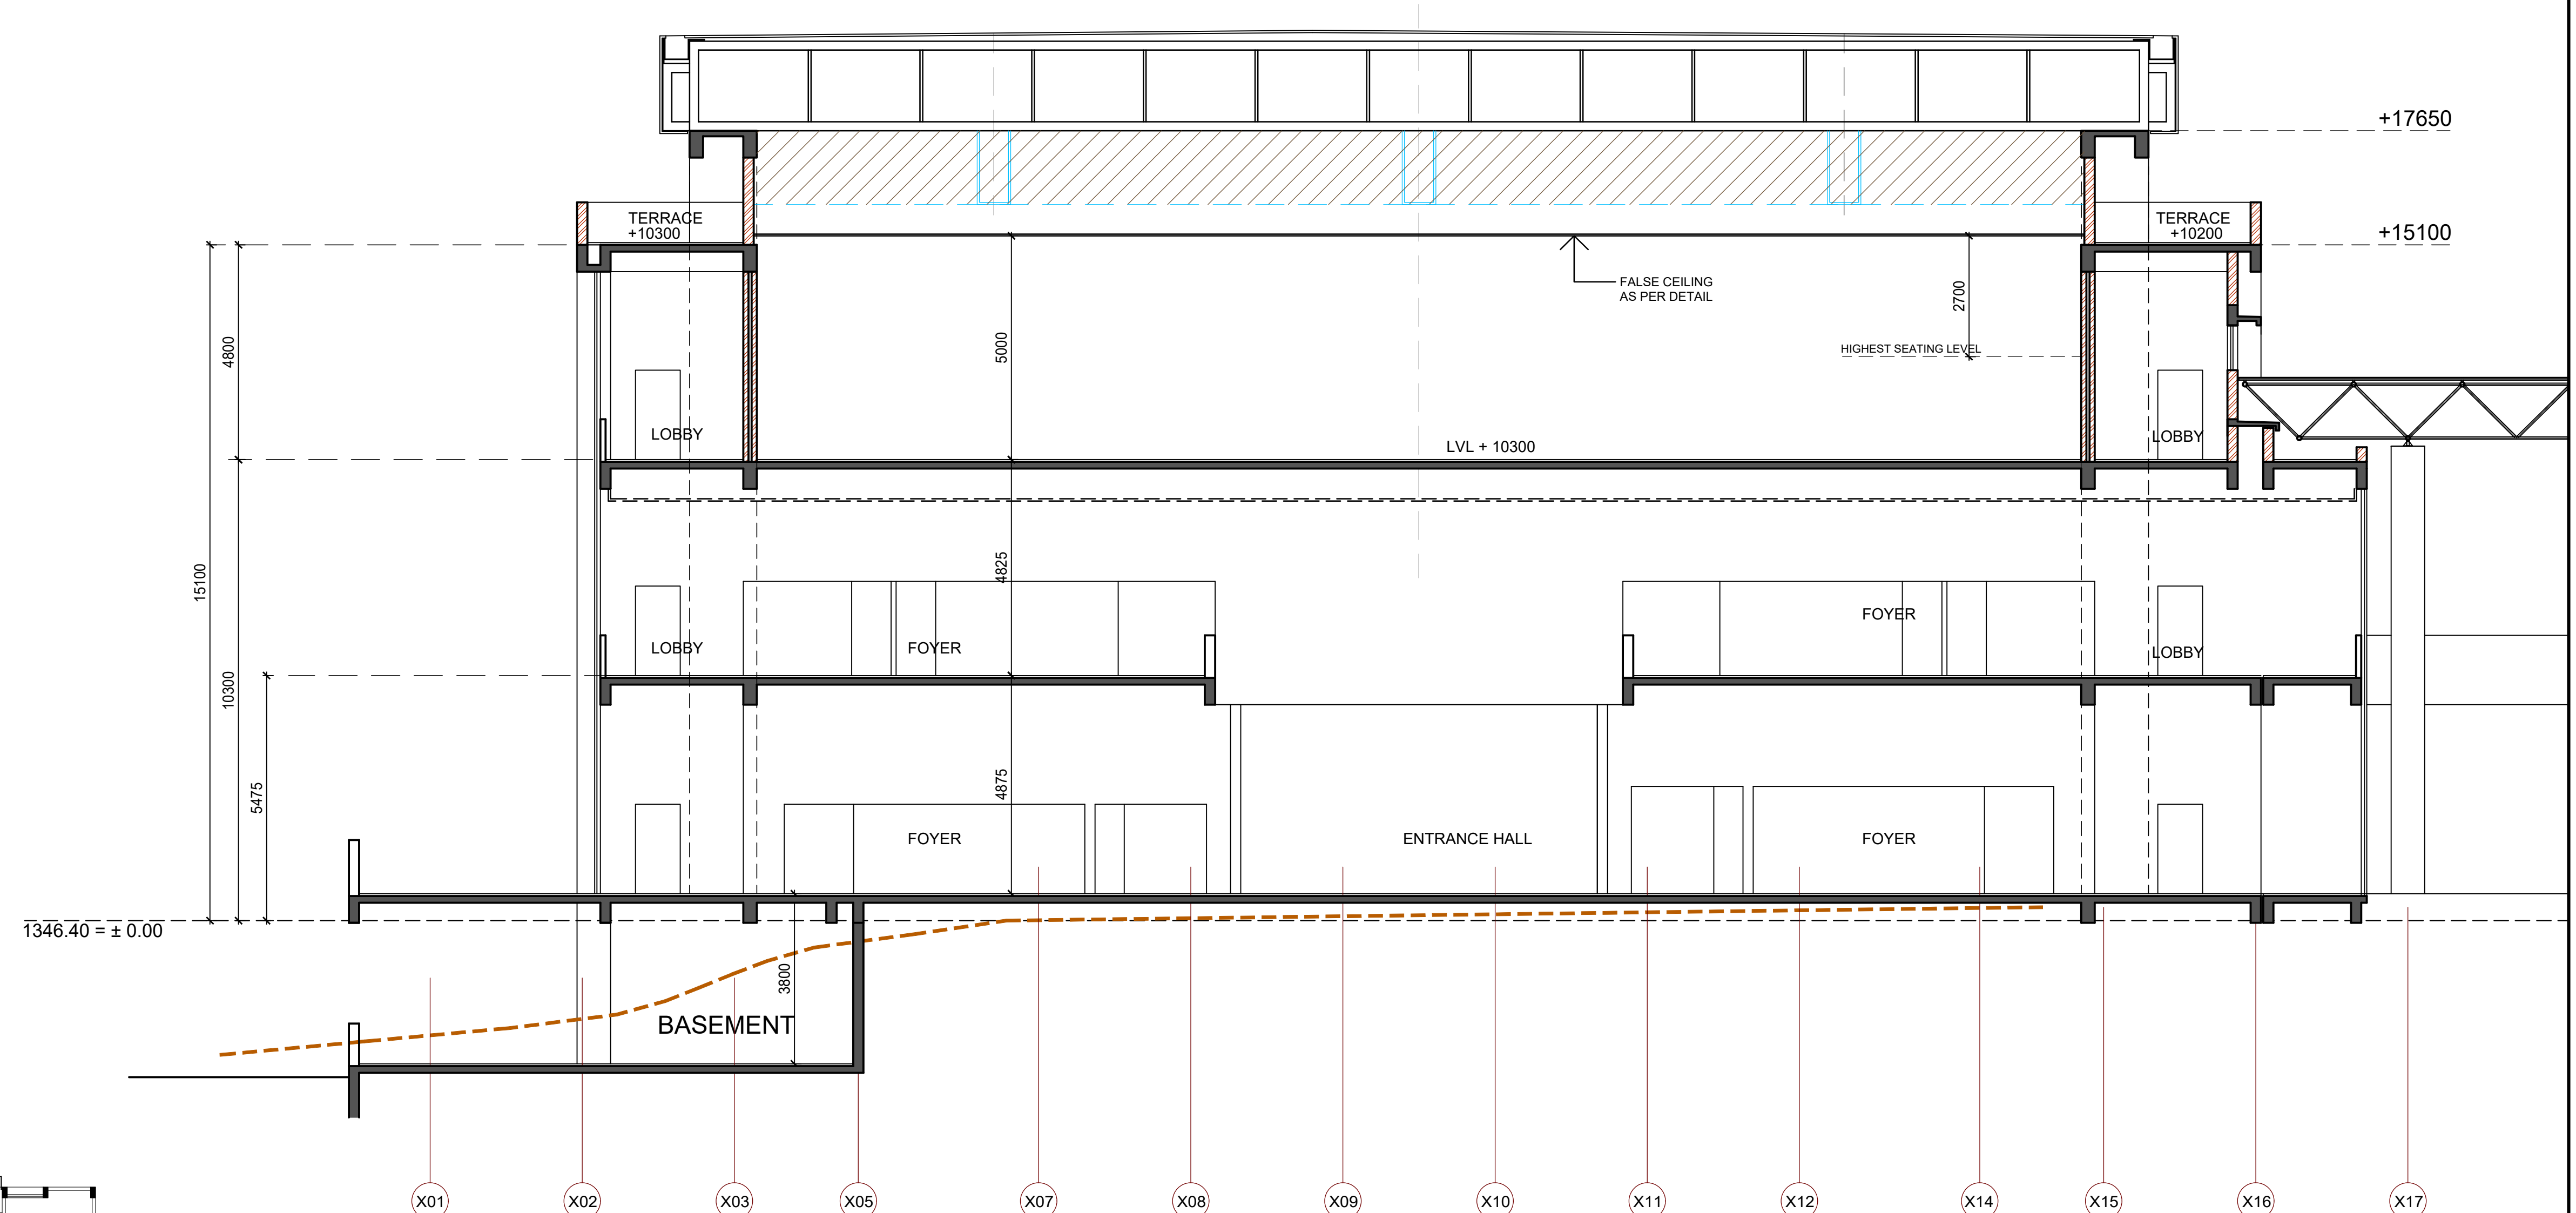 +17650
TERRACE
+10300
TERRACE
+10200
+15100
FALSE CEILING
AS PER DETAIL
2700
4800
5000
HIGHEST SEATING LEVEL
LOBBY
LVL + 10300
LOBBY
15100
4825
FOYER
LOBBY
FOYER
LOBBY
10300
5475
4875
FOYER
ENTRANCE HALL
FOYER
1346.40 = ± 0.00
3800
BASEMENT
X01
X02
X03
X05
X07
X08
X09
X10
X11
X12
X14
X15
X16
X17